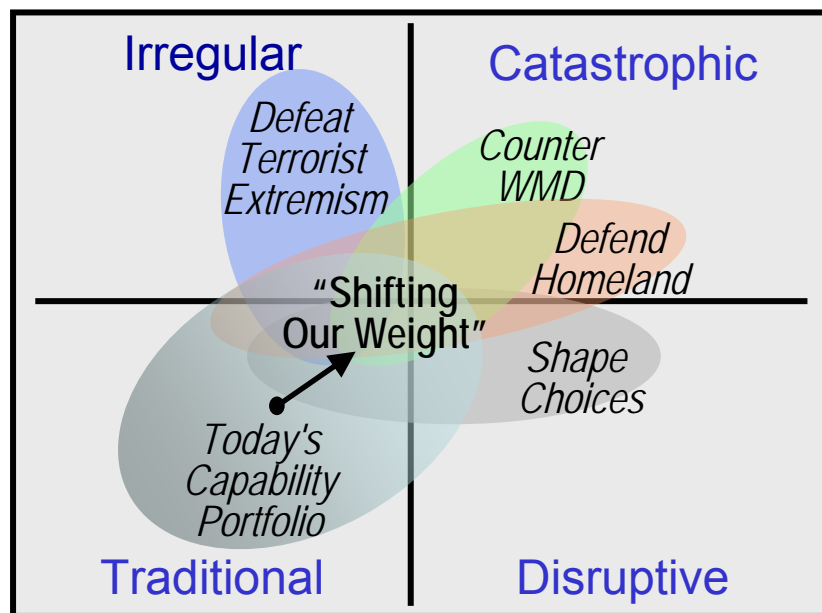 Irregular
Catastrophic
Defeat
Terrorist
Extremism
Counter
WMD
Defend
Homeland
“Shifting
Our Weight”
Shape
Choices
Today's
Capability
Portfolio
Traditional
Disruptive